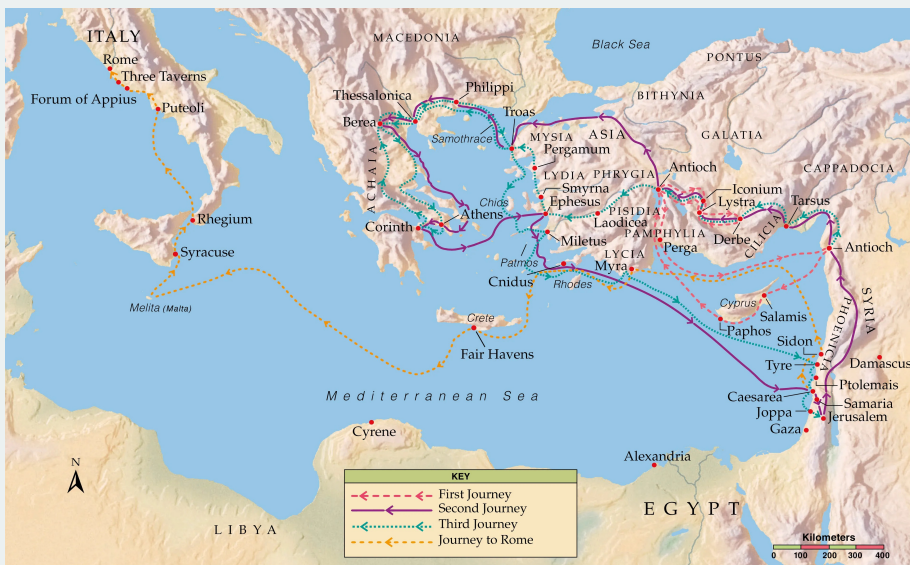 ITALY
Rome
Three Taverns
Forum of Appius
Puteoli
Rhegium
Syracuse
Melita (Malta)
MACEDONIA
Black Sea
PONTUS
BITHYNIA
Philippi
Thessalonica
Berea
Samothrace
Troas
MYSIA
ASIA
GALATIA
Pergamum
CAPPADOCIA
LYDIA
PHRYGIA
Antioch
ACHAIA
Chios
Smyrna
Ephesus
Iconium
Lystra
Tarsus
PISIDIA
Laodicea
Derbe
CILICIA
Athens
Corinth
Miletus
PAMPHYLIA
Perga
Antioch
Patmos
LYCIA
Cnidus
Rhodes
Myra
Cyprus
Salamis
Paphos
SYRIA
PHOENICIA
Crete
Fair Havens
Sidon
Tyre
Damascus
Ptolemais
Caesarea
Samaria
Joppa
Jerusalem
Gaza
Mediterranean Sea
Cyrene
Alexandria
N
LIBYA
EGYPT
KEY
First Journey
Second Journey
Third Journey
Journey to Rome
Kilometers
0 100 200 300 400